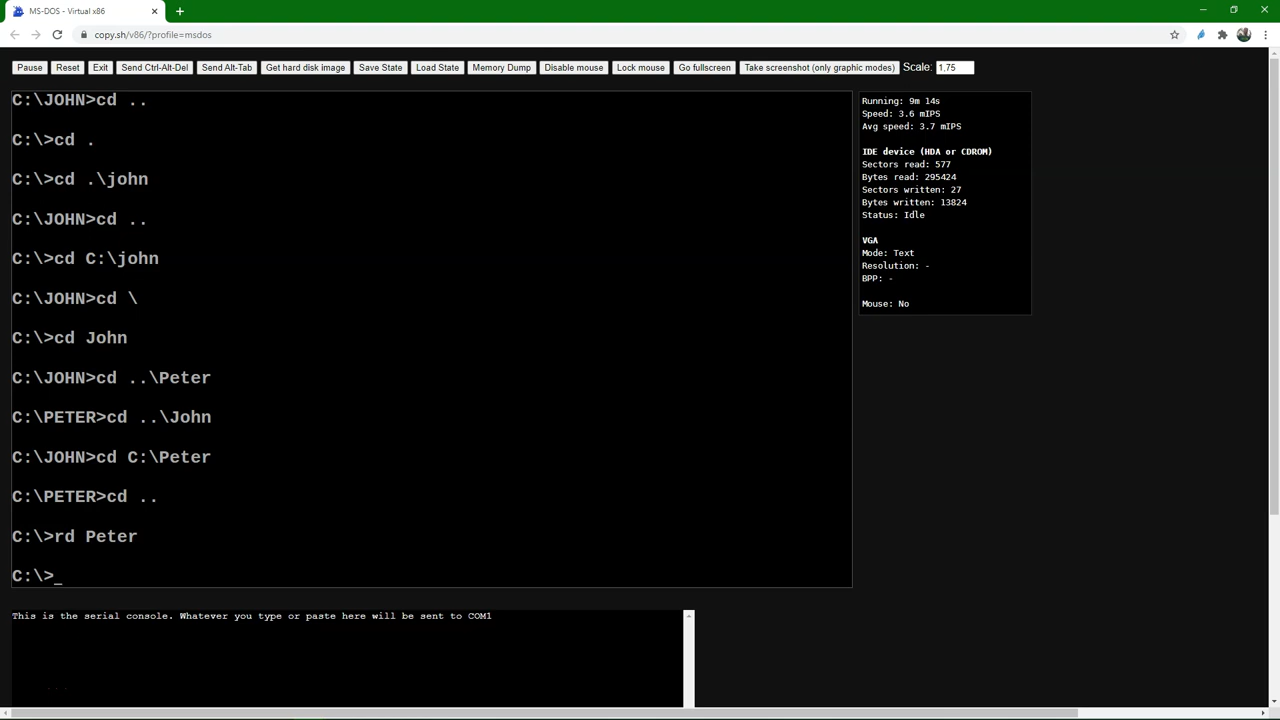 MS-DOS - Virtual x86
copy.sh/v86/?profile=msdos
Pause Reset Exit Send Ctrl-Alt-Del Send Alt-Tab Get hard disk image Save State Load State Memory Dump Disable mouse Lock mouse Go fullscreen Take screenshot (only graphic modes) Scale: 1,75
C:\JOHN>cd ..
C:\>cd .
C:\>cd .\john
C:\JOHN>cd ..
C:\>cd C:\john
C:\JOHN>cd \
C:\>cd John
C:\JOHN>cd ..\Peter
C:\PETER>cd ..\John
C:\JOHN>cd C:\Peter
C:\PETER>cd ..
C:\>rd Peter
C:\>_
Running: 9m 14s
Speed: 3.6 mIPS
Avg speed: 3.7 mIPS
IDE device (HDA or CDROM)
Sectors read: 577
Bytes read: 295424
Sectors written: 27
Bytes written: 13824
Status: Idle
VGA
Mode: Text
Resolution: -
BPP: -
Mouse: No
This is the serial console. Whatever you type or paste here will be sent to COM1